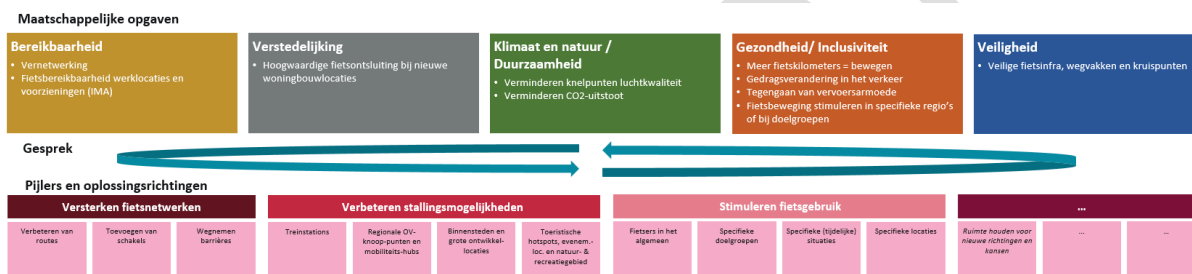 Maatschappelijke opgaven
Bereikbaarheid
• Vernetwerking
• Fietsbereikbaarheid werklocaties en
voorzieningen (IMA)
Verstedelijking
• Hoogwaardige fietsontsluiting bij nieuwe
woningbouwlocaties
Klimaat en natuur /
Duurzaamheid
• Verminderen knelpunten luchtkwaliteit
• Verminderen CO2-uitstoot
Gezondheid/ Inclusiviteit
• Meer fietskilometers = bewegen
• Gedragsverandering in het verkeer
• Tegengaan van vervoersarmoede
• Fietsbeweging stimuleren in specifieke regio's
of bij doelgroepen
Veiligheid
• Veilige fietsinfra, wegvakken en kruispunten
Gesprek
Pijlers en oplossingsrichtingen
Versterken fietsnetwerken
Verbeteren van
routes
Toevoegen van
schakels
Wegnemen
barrières
Verbeteren stallingsmogelijkheden
Treinstations
Regionale OV-
knoop-punten en
mobiliteits-hubs
Binnensteden en
grote ontwikkel-
locaties
Toeristische
hotspots, evenem.-
loc. en natuur- &
recreatiegebied
Stimuleren fietsgebruik
Fietsers in het
algemeen
Specifieke
doelgroepen
Specifieke (tijdelijke)
situaties
Specifieke locaties
...
Ruimte houden voor
nieuwe richtingen en
kansen
...
...